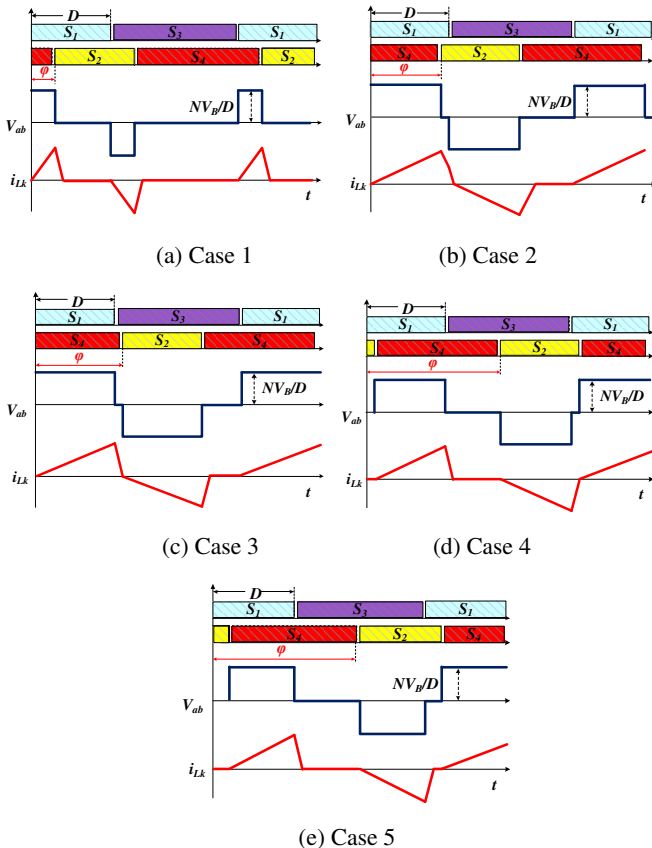 D
S1 S3 S1
S2 S4 S2
φ
NVB/D
Vab
iLk
t
(a) Case 1
D
S1 S3 S1
S4 S2 S4
φ
NVB/D
Vab
iLk
t
(b) Case 2
D
S1 S3 S1
S4 S2 S4
φ
NVB/D
Vab
iLk
t
(c) Case 3
D
S1 S3 S1
S4 S2 S4
φ
NVB/D
Vab
iLk
t
(d) Case 4
D
S1 S3 S1
S4 S2 S4
φ
NVB/D
Vab
iLk
t
(e) Case 5